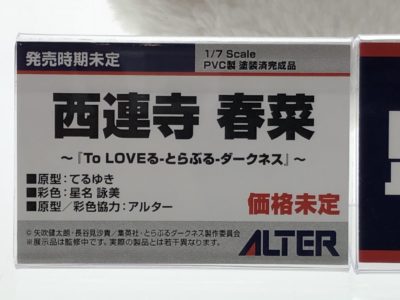 発売時期未定
1/7 Scale
PVC製 塗装済完成品
西連寺 春菜
～『To LOVEる-とらぶる-ダークネス』～
■原型：てるゆき
■彩色：星名 詠美
■原型／彩色協力：アルター
価格未定
© 矢吹健太朗・長谷見沙貴／集英社・とらぶるダークネス製作委員会
※展示品は監修中です。実際の製品とは若干異なります。
ALTER